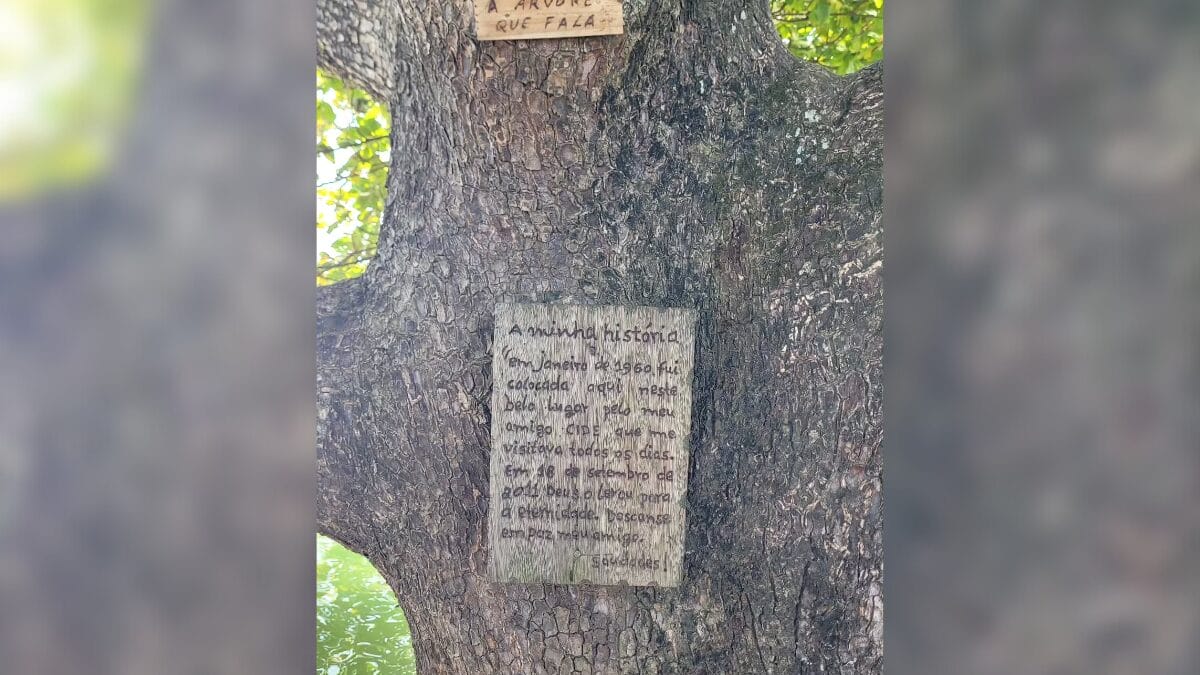 A ÁRVORE
QUE FALA
A minha história
"Em janeiro de 1960 fui
colocada aqui neste
belo lugar pelo meu
amigo CIDE que me
visitava todos os dias.
Em 18 de setembro de
2011 Deus o levou para
a eternidade. Descanse
em paz, meu amigo.
Saudades!